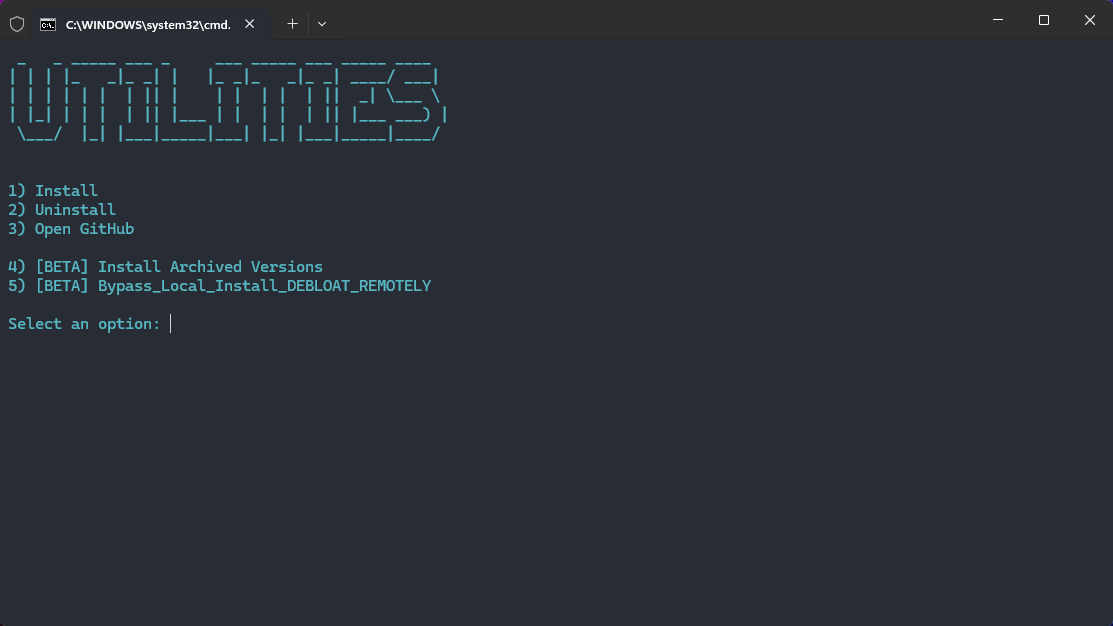 C:\WINDOWS\system32\cmd.
UTILITIES
1) Install
2) Uninstall
3) Open GitHub
4) [BETA] Install Archived Versions
5) [BETA] Bypass_Local_Install_DEBLOAT_REMOTELY
Select an option: